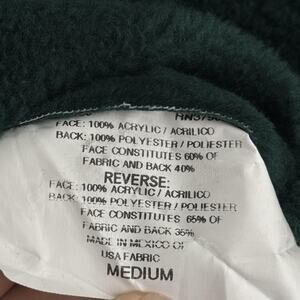 FACE: 100% ACRYLIC / ACRILICO
BACK: 100% POLYESTER / POLIESTER
FACE CONSTITUTES 60% OF
FABRIC AND BACK 40%
REVERSE:
FACE: 100% ACRYLIC / ACRILICO
BACK: 100% POLYESTER / POLIESTER
FACE CONSTITUTES 65% OF
FABRIC AND BACK 35%
MADE IN MEXICO OF
USA FABRIC
MEDIUM